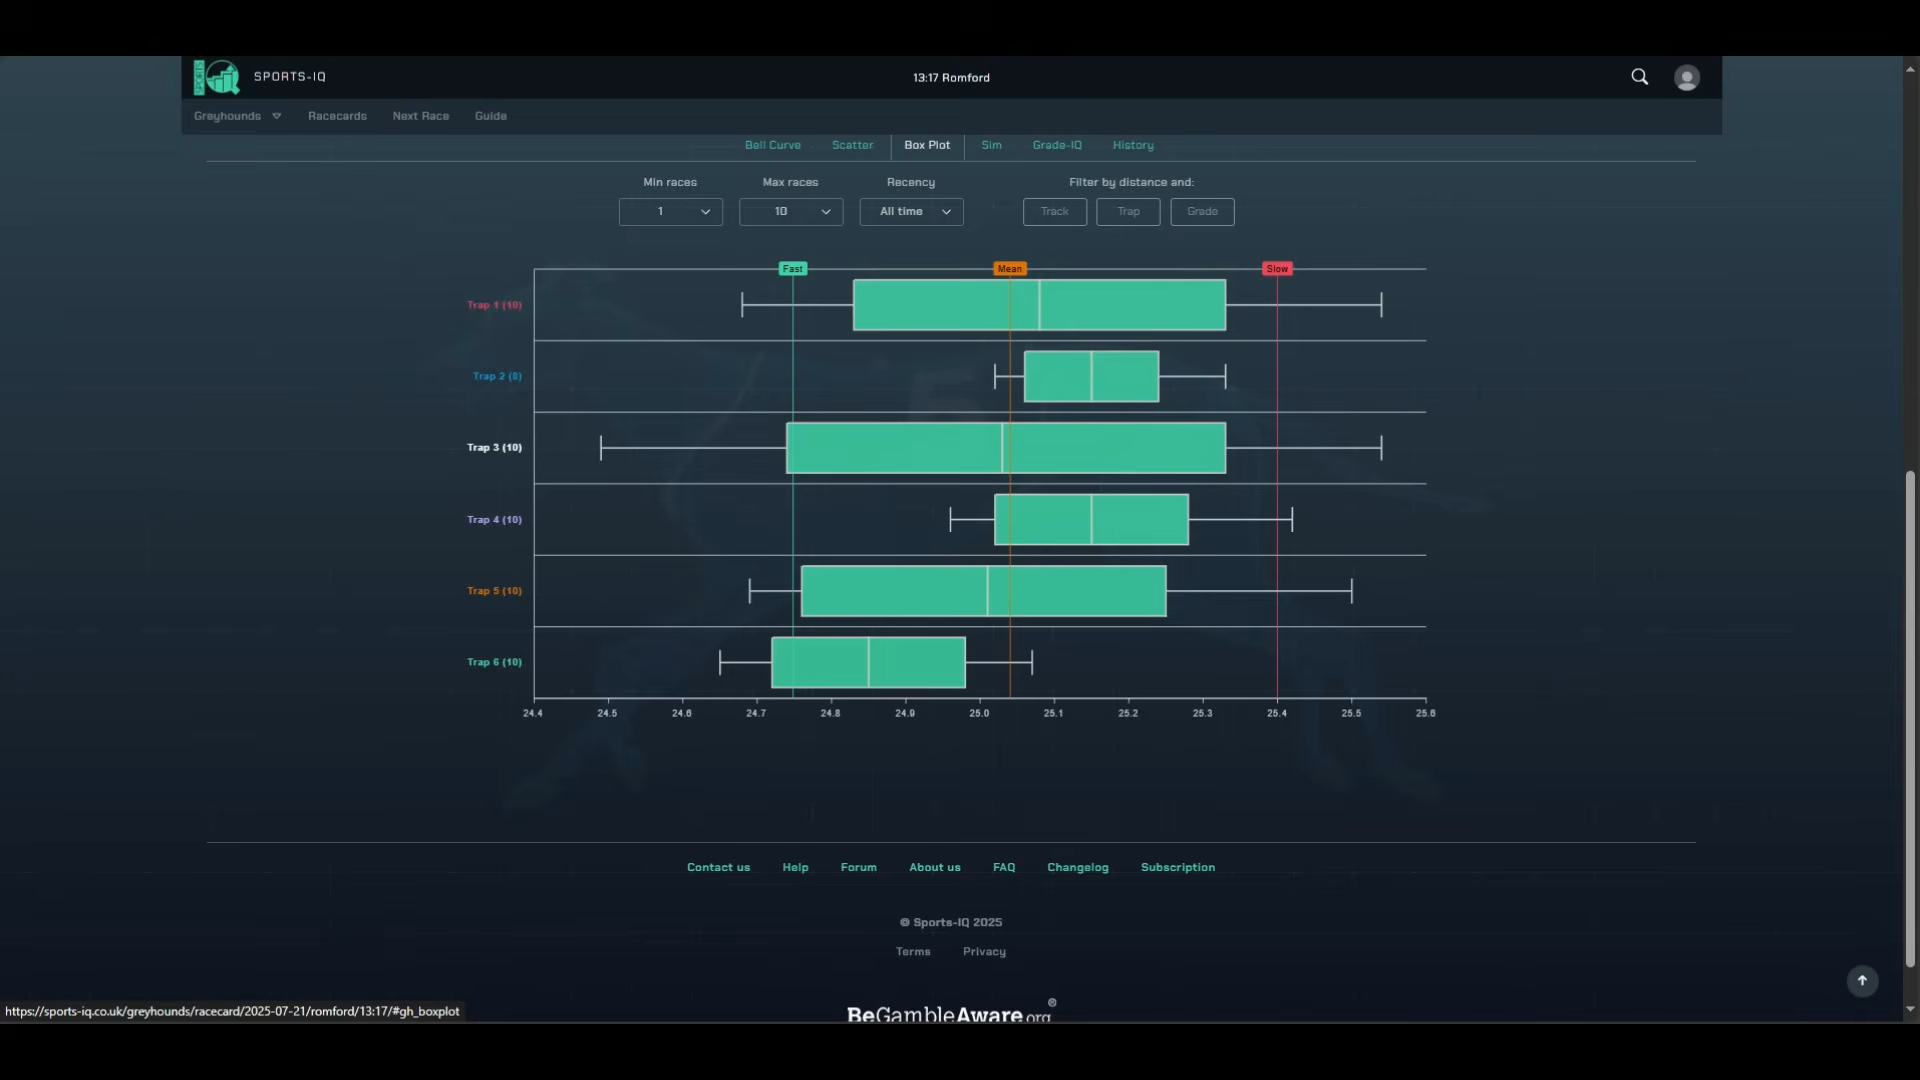 SPORTS-IQ
13:17 Romford
Greyhounds Racecards Next Race Guide
Bell Curve Scatter Box Plot Sim Grade-IQ History
Min races Max races Recency Filter by distance and:
1 10 All time Track Trap Grade
Fast Mean Slow
Trap 1 (10)
Trap 2 (8)
Trap 3 (10)
Trap 4 (10)
Trap 5 (10)
Trap 6 (10)
24.4 24.5 24.6 24.7 24.8 24.9 25.0 25.1 25.2 25.3 25.4 25.5 25.6
Contact us Help Forum About us FAQ Changelog Subscription
© Sports-IQ 2025
Terms Privacy
https://sports-iq.co.uk/greyhounds/racecard/2025-07-21/romford/13:17/#gh_boxplot
BeGambleAware.org®